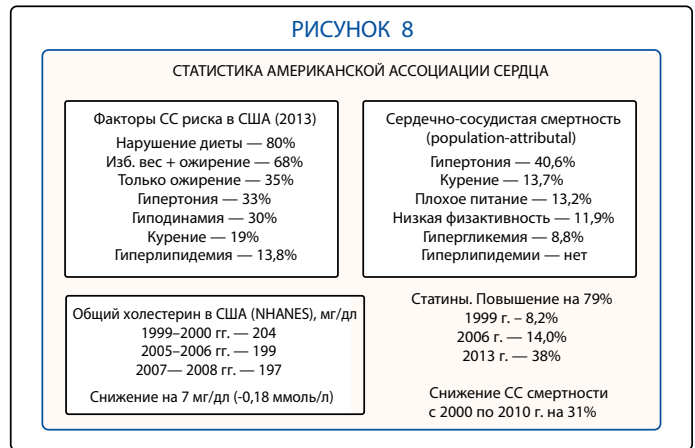 РИСУНОК 8
СТАТИСТИКА АМЕРИКАНСКОЙ АССОЦИАЦИИ СЕРДЦА
Факторы СС риска в США (2013)
Нарушение диеты — 80%
Изб. вес + ожирение — 68%
Только ожирение — 35%
Гипертония — 33%
Гиподинамия — 30%
Курение — 19%
Гиперлипидемия — 13,8%
Сердечно-сосудистая смертность
(population-attributal)
Гипертония — 40,6%
Курение — 13,7%
Плохое питание — 13,2%
Низкая физактивность — 11,9%
Гипергликемия — 8,8%
Гиперлипидемии — нет
Общий холестерин в США (NHANES), мг/дл
1999–2000 гг. — 204
2005–2006 гг. — 199
2007— 2008 гг. — 197
Снижение на 7 мг/дл (-0,18 ммоль/л)
Статины. Повышение на 79%
1999 г. – 8,2%
2006 г. — 14,0%
2013 г. — 38%
Снижение СС смертности
с 2000 по 2010 г. на 31%